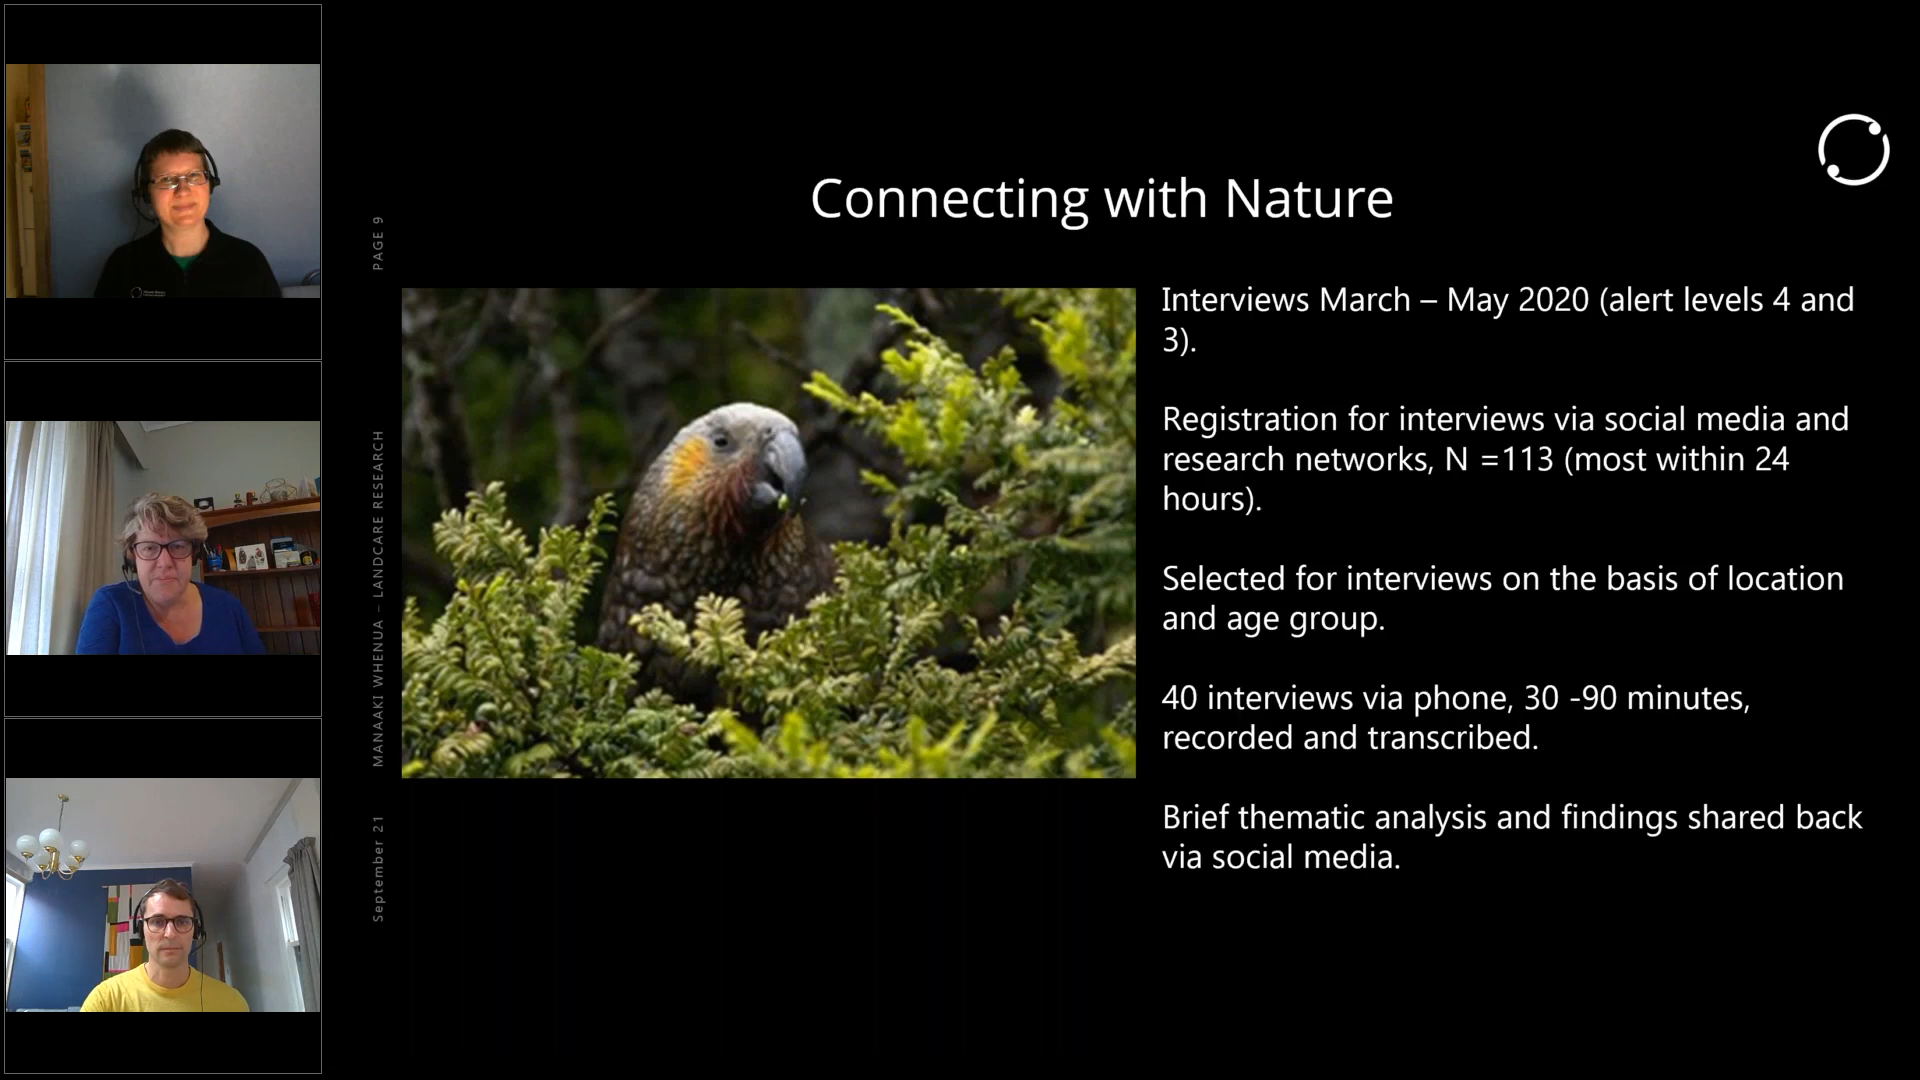 Connecting with Nature
PAGE 9
MANAAKI WHENUA – LANDCARE RESEARCH
September 21
Interviews March – May 2020 (alert levels 4 and
3).
Registration for interviews via social media and
research networks, N =113 (most within 24
hours).
Selected for interviews on the basis of location
and age group.
40 interviews via phone, 30 -90 minutes,
recorded and transcribed.
Brief thematic analysis and findings shared back
via social media.